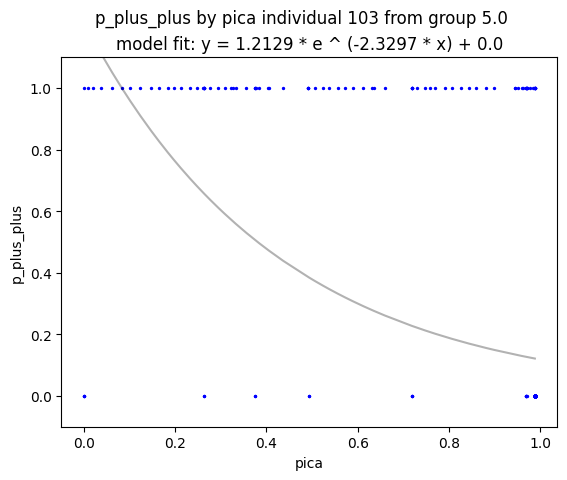 p_plus_plus by pica individual 103 from group 5.0
model fit: y = 1.2129 * e ^ (-2.3297 * x) + 0.0
1.0
0.8
0.6
0.4
0.2
0.0
p_plus_plus
0.0 0.2 0.4 0.6 0.8 1.0
pica